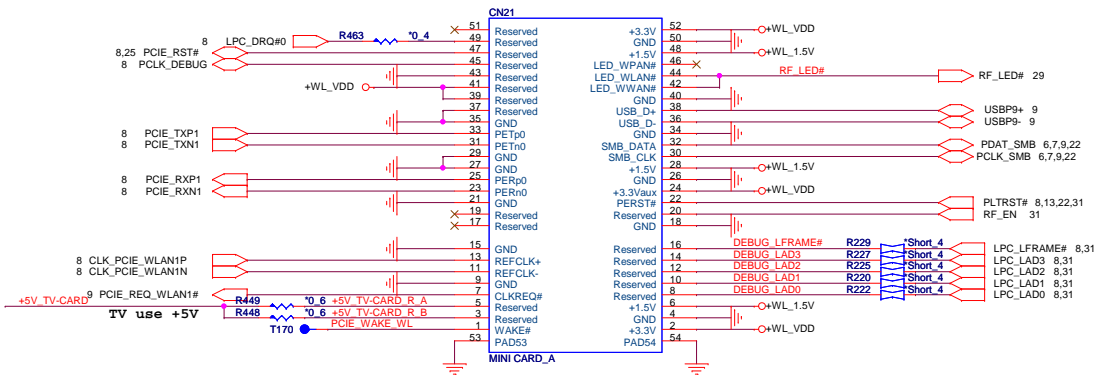 CN21
51 Reserved +3.3V 52 +WL_VDD
8 LPC_DRQ#0 R463 *0_4 49 Reserved GND 50
8,25 PCIE_RST# 47 Reserved +1.5V 48 +WL_1.5V
8 PCLK_DEBUG 45 Reserved LED_WPAN# 46
43 Reserved LED_WLAN# 44 RF_LED# RF_LED# 29
+WL_VDD 41 Reserved LED_WWAN# 42
39 Reserved GND 40
37 Reserved USB_D+ 38 USBP9+ 9
35 GND USB_D- 36 USBP9- 9
8 PCIE_TXP1 33 PETp0 GND 34
8 PCIE_TXN1 31 PETn0 SMB_DATA 32 PDAT_SMB 6,7,9,22
29 GND SMB_CLK 30 PCLK_SMB 6,7,9,22
27 GND +1.5V 28 +WL_1.5V
8 PCIE_RXP1 25 PERp0 GND 26
8 PCIE_RXN1 23 PERn0 +3.3Vaux 24 +WL_VDD
21 GND PERST# 22 PLTRST# 8,13,22,31
19 Reserved Reserved 20 RF_EN 31
17 Reserved GND 18
15 GND Reserved 16 DEBUG_LFRAME# R229 *Short_4 LPC_LFRAME# 8,31
8 CLK_PCIE_WLAN1P 13 REFCLK+ Reserved 14 DEBUG_LAD3 R227 *Short_4 LPC_LAD3 8,31
8 CLK_PCIE_WLAN1N 11 REFCLK- Reserved 12 DEBUG_LAD2 R225 *Short_4 LPC_LAD2 8,31
9 GND Reserved 10 DEBUG_LAD1 R220 *Short_4 LPC_LAD1 8,31
9 PCIE_REQ_WLAN1# 7 CLKREQ# Reserved 8 DEBUG_LAD0 R222 *Short_4 LPC_LAD0 8,31
+5V_TV-CARD R449 *0_6 +5V_TV-CARD_R_A 5 Reserved +1.5V 6 +WL_1.5V
TV use +5V R448 *0_6 +5V_TV-CARD_R_B 3 Reserved GND 4
T170 PCIE_WAKE_WL 1 WAKE# +3.3V 2 +WL_VDD
53 PAD53 PAD54 54
MINI CARD_A